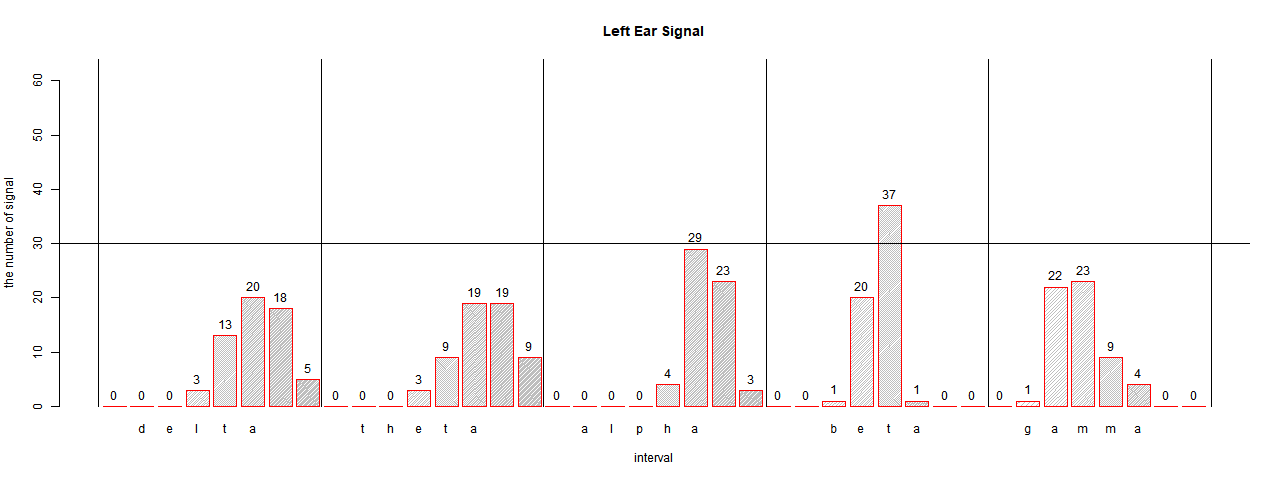 Left Ear Signal
the number of signal
60
50
40
30
20
10
0
0 0 0 3 13 20 18 5 0 0 0 3 9 19 19 9 0 0 0 0 4 29 23 3 0 0 1 20 37 1 0 0 0 1 22 23 9 4 0 0
d e l t a t h e t a a l p h a b e t a g a m m a
interval